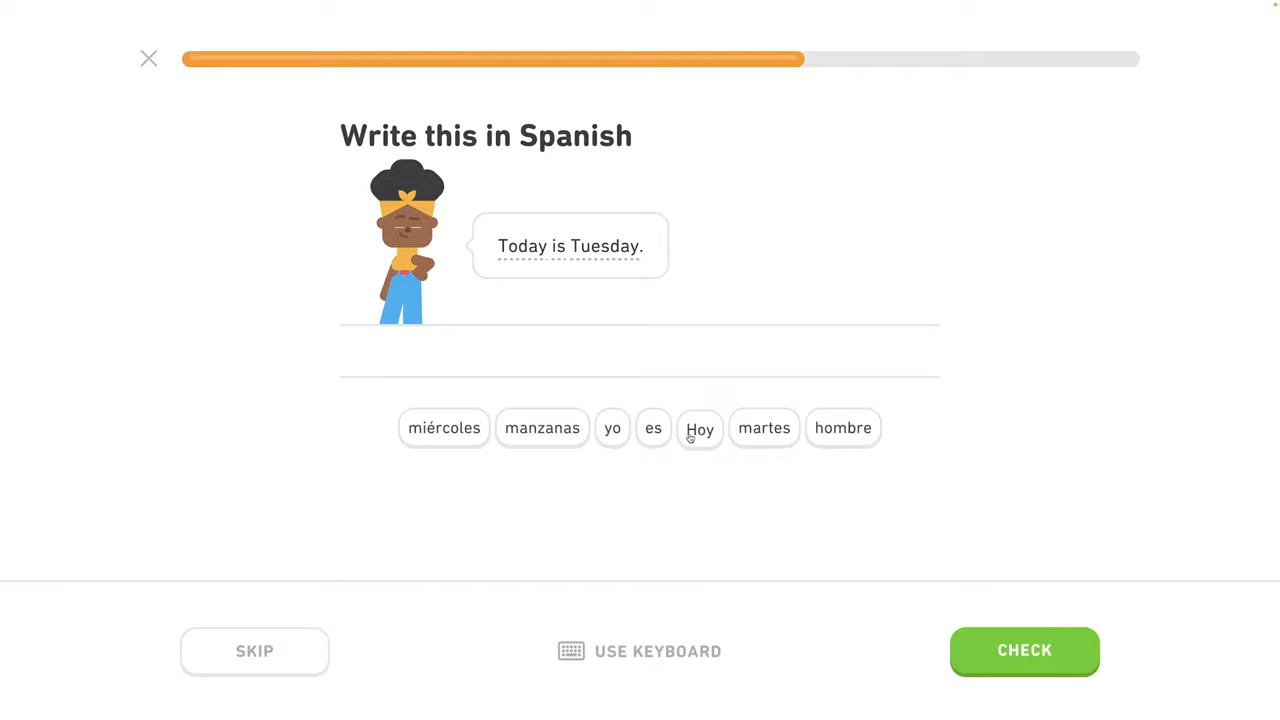 Write this in Spanish
Today is Tuesday.
miércoles manzanas yo es Hoy martes hombre
SKIP USE KEYBOARD CHECK